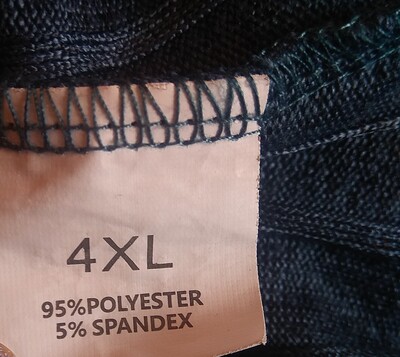 4XL
95%POLYESTER
5% SPANDEX